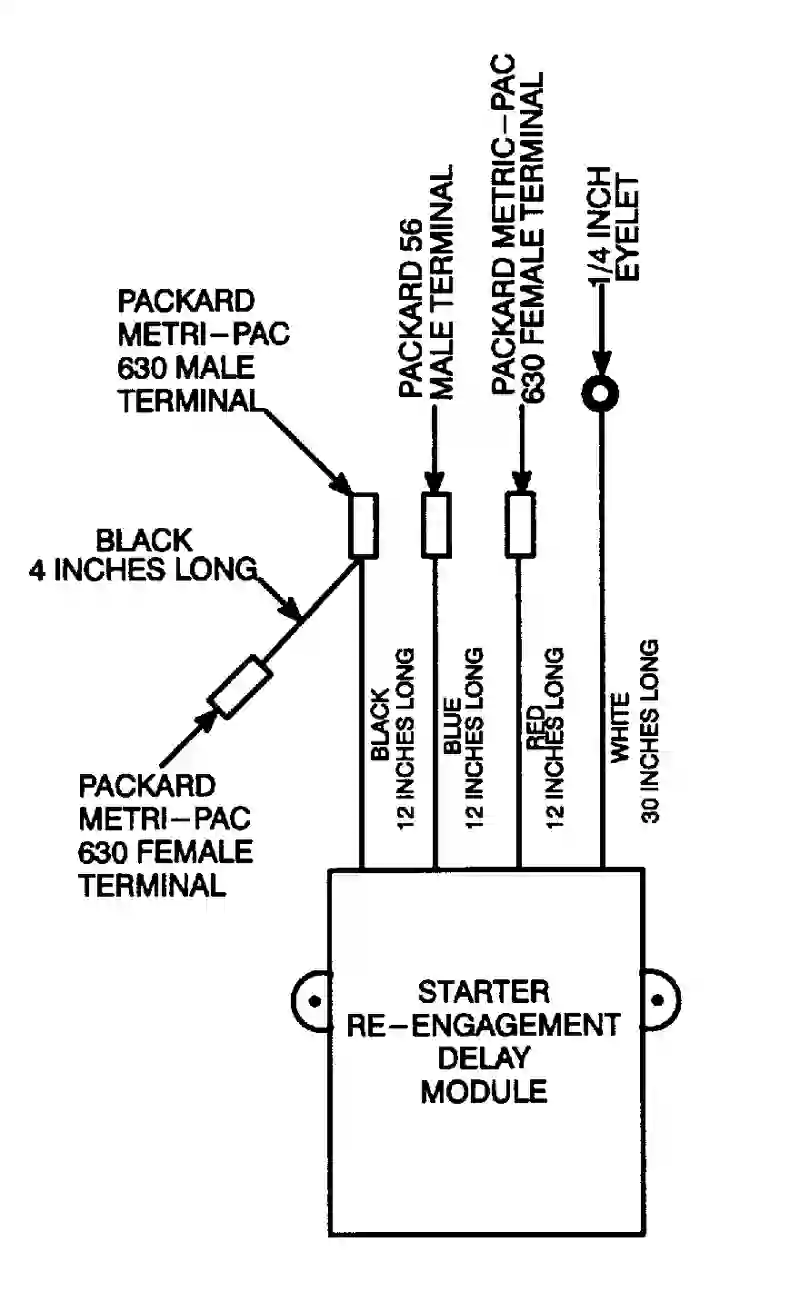 PACKARD
METRI-PAC
630 MALE
TERMINAL
PACKARD 56
MALE TERMINAL
PACKARD METRIC-PAC
630 FEMALE TERMINAL
1/4 INCH
EYELET
BLACK
4 INCHES LONG
PACKARD
METRI-PAC
630 FEMALE
TERMINAL
BLACK
12 INCHES LONG
BLUE
12 INCHES LONG
RED
12 INCHES LONG
WHITE
30 INCHES LONG
STARTER
RE-ENGAGEMENT
DELAY
MODULE